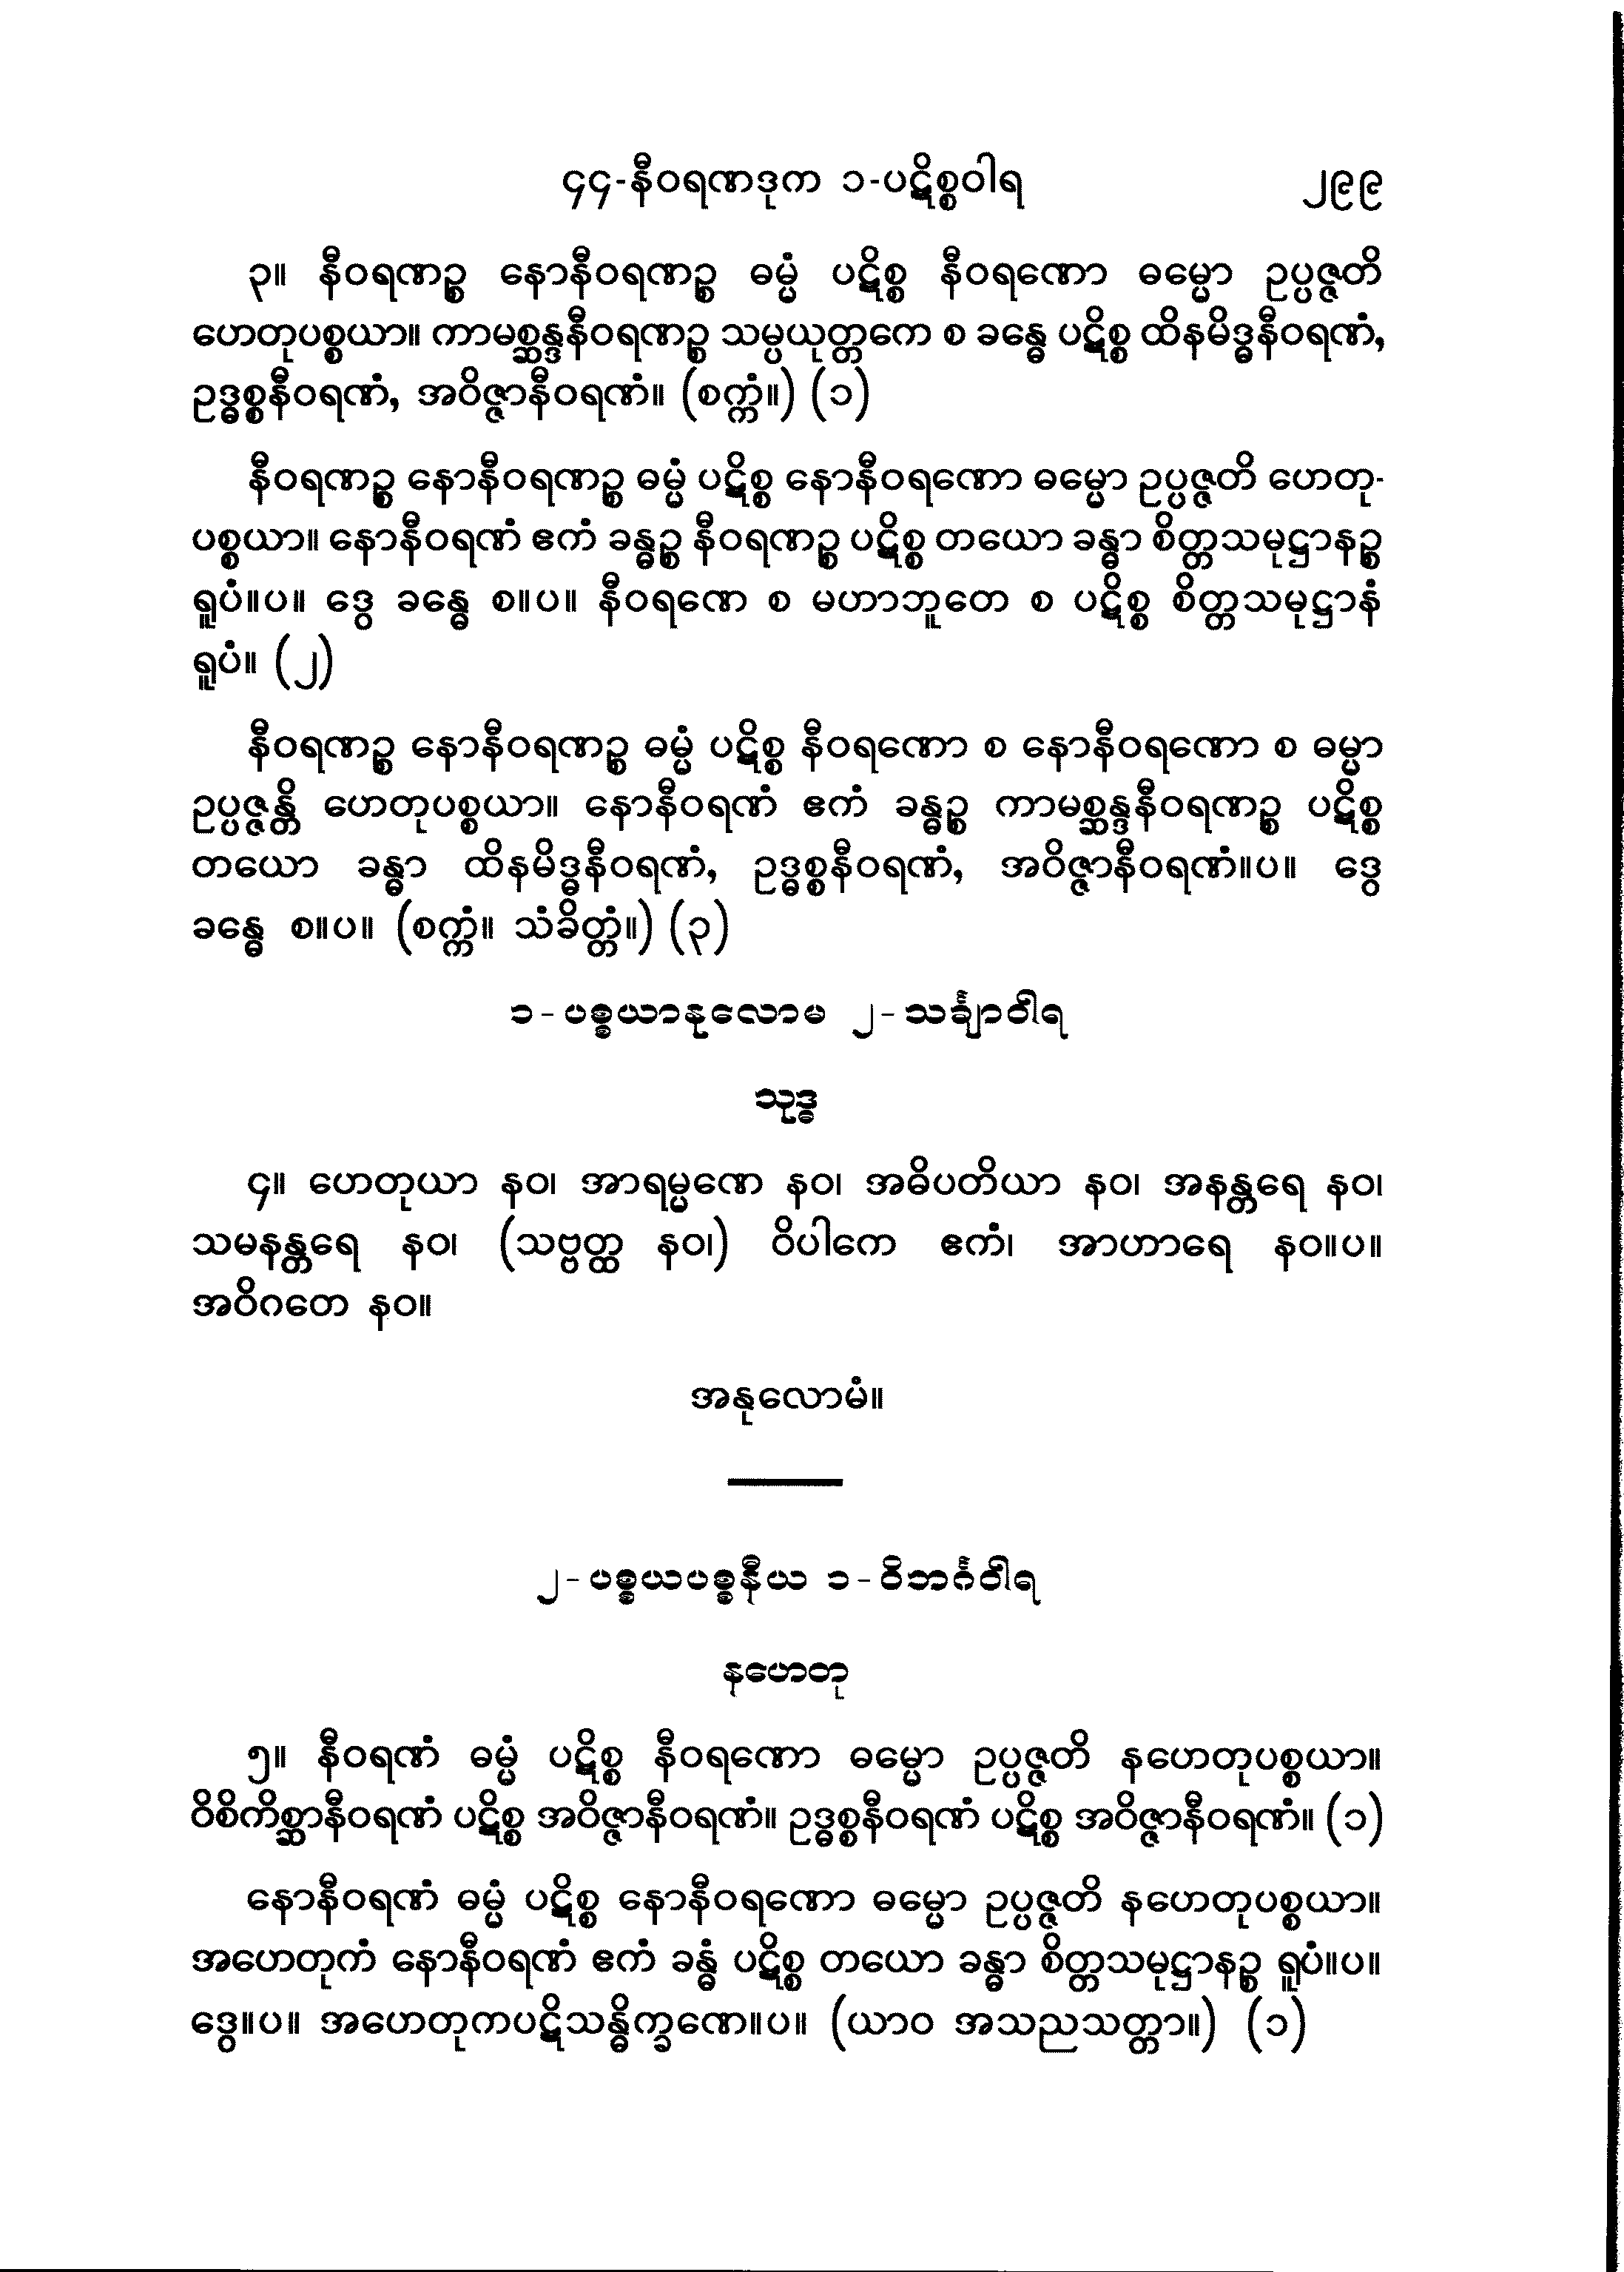 ၄၄-နီဝရဏဒုက ၁-ပဋိစ္စဝါရ ၂၉၉
၃။ နီဝရဏဉ္စ နောနီဝရဏဉ္စ ဓမ္မံ ပဋိစ္စ နီဝရဏော ဓမ္မော ဥပ္ပဇ္ဇတိ
ဟေတုပစ္စယာ။ ကာမစ္ဆန္ဒနီဝရဏဉ္စ သမ္ပယုတ္တကေ စ ခန္ဓေ ပဋိစ္စ ထိနမိဒ္ဓနီဝရဏံ,
ဥဒ္ဓစ္စနီဝရဏံ, အဝိဇ္ဇာနီဝရဏံ။ (စက္ကံ။) (၁)
နီဝရဏဉ္စ နောနီဝရဏဉ္စ ဓမ္မံ ပဋိစ္စ နောနီဝရဏော ဓမ္မော ဥပ္ပဇ္ဇတိ ဟေတု-
ပစ္စယာ။ နောနီဝရဏံ ဧကံ ခန္ဓဉ္စ နီဝရဏဉ္စ ပဋိစ္စ တယော ခန္ဓာ စိတ္တသမုဋ္ဌာနဉ္စ
ရူပံ။ပ။ ဒွေ ခန္ဓေ စ။ပ။ နီဝရဏေ စ မဟာဘူတေ စ ပဋိစ္စ စိတ္တသမုဋ္ဌာနံ
ရူပံ။ (၂)
နီဝရဏဉ္စ နောနီဝရဏဉ္စ ဓမ္မံ ပဋိစ္စ နီဝရဏော စ နောနီဝရဏော စ ဓမ္မာ
ဥပ္ပဇ္ဇန္တိ ဟေတုပစ္စယာ။ နောနီဝရဏံ ဧကံ ခန္ဓဉ္စ ကာမစ္ဆန္ဒနီဝရဏဉ္စ ပဋိစ္စ
တယော ခန္ဓာ ထိနမိဒ္ဓနီဝရဏံ, ဥဒ္ဓစ္စနီဝရဏံ, အဝိဇ္ဇာနီဝရဏံ။ပ။ ဒွေ
ခန္ဓေ စ။ပ။ (စက္ကံ။ သံခိတ္တံ။) (၃)
၁-ပစ္စယာနုလောမ ၂-သင်္ချာဝါရ
သုဒ္ဓ
၄။ ဟေတုယာ နဝ၊ အာရမ္မဏေ နဝ၊ အဓိပတိယာ နဝ၊ အနန္တရေ နဝ၊
သမနန္တရေ နဝ၊ (သဗ္ဗတ္ထ နဝ၊) ဝိပါကေ ဧကံ၊ အာဟာရေ နဝ။ပ။
အဝိဂတေ နဝ။
အနုလောမံ။
၂-ပစ္စယပစ္စနီယ ၁-ဝိဘင်္ဂဝါရ
နဟေတု
၅။ နီဝရဏံ ဓမ္မံ ပဋိစ္စ နီဝရဏော ဓမ္မော ဥပ္ပဇ္ဇတိ နဟေတုပစ္စယာ။
ဝိစိကိစ္ဆာနီဝရဏံ ပဋိစ္စ အဝိဇ္ဇာနီဝရဏံ။ ဥဒ္ဓစ္စနီဝရဏံ ပဋိစ္စ အဝိဇ္ဇာနီဝရဏံ။ (၁)
နောနီဝရဏံ ဓမ္မံ ပဋိစ္စ နောနီဝရဏော ဓမ္မော ဥပ္ပဇ္ဇတိ နဟေတုပစ္စယာ။
အဟေတုကံ နောနီဝရဏံ ဧကံ ခန္ဓံ ပဋိစ္စ တယော ခန္ဓာ စိတ္တသမုဋ္ဌာနဉ္စ ရူပံ။ပ။
ဒွေ။ပ။ အဟေတုကပဋိသန္ဓိက္ခဏေ။ပ။ (ယာဝ အသညသတ္တာ။) (၁)